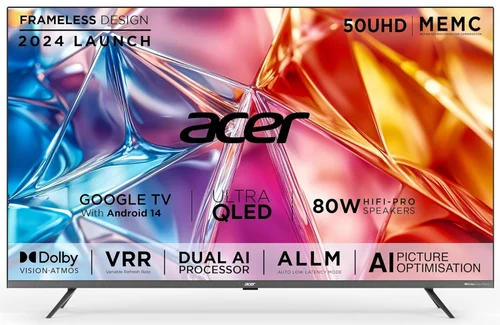 FRAMELESS DESIGN
2024 LAUNCH
50UHD | MEMC
acer
GOOGLE TV
With Android 14
ULTRA
QLED
80W HIFI-PRO
SPEAKERS
Dolby
VISION·ATMOS
VRR
Variable Refresh Rate
DUAL AI
PROCESSOR
ALLM
AUTO LOW LATENCY MODE
AI PICTURE
OPTIMISATION